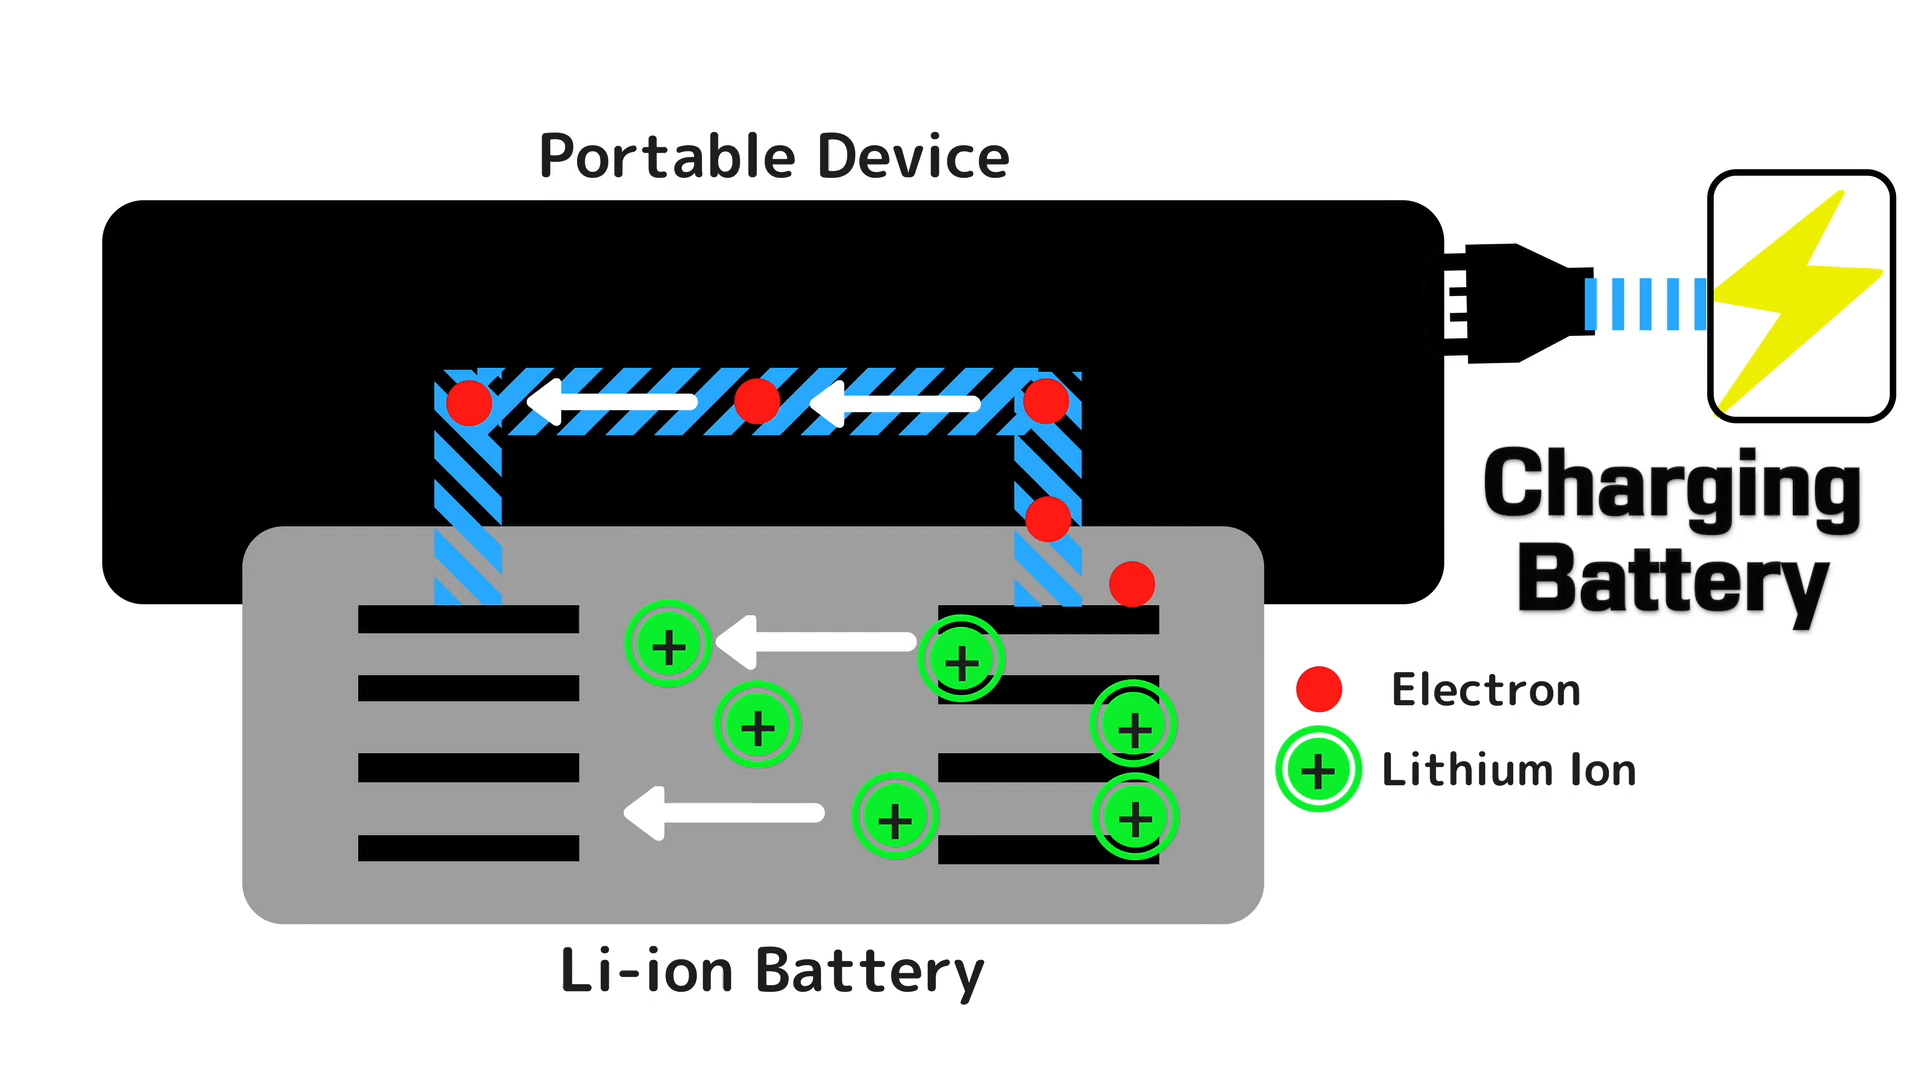 Portable Device
Charging
Battery
Electron
+ Lithium Ion
+
+
+
+
+
+
Li-ion Battery